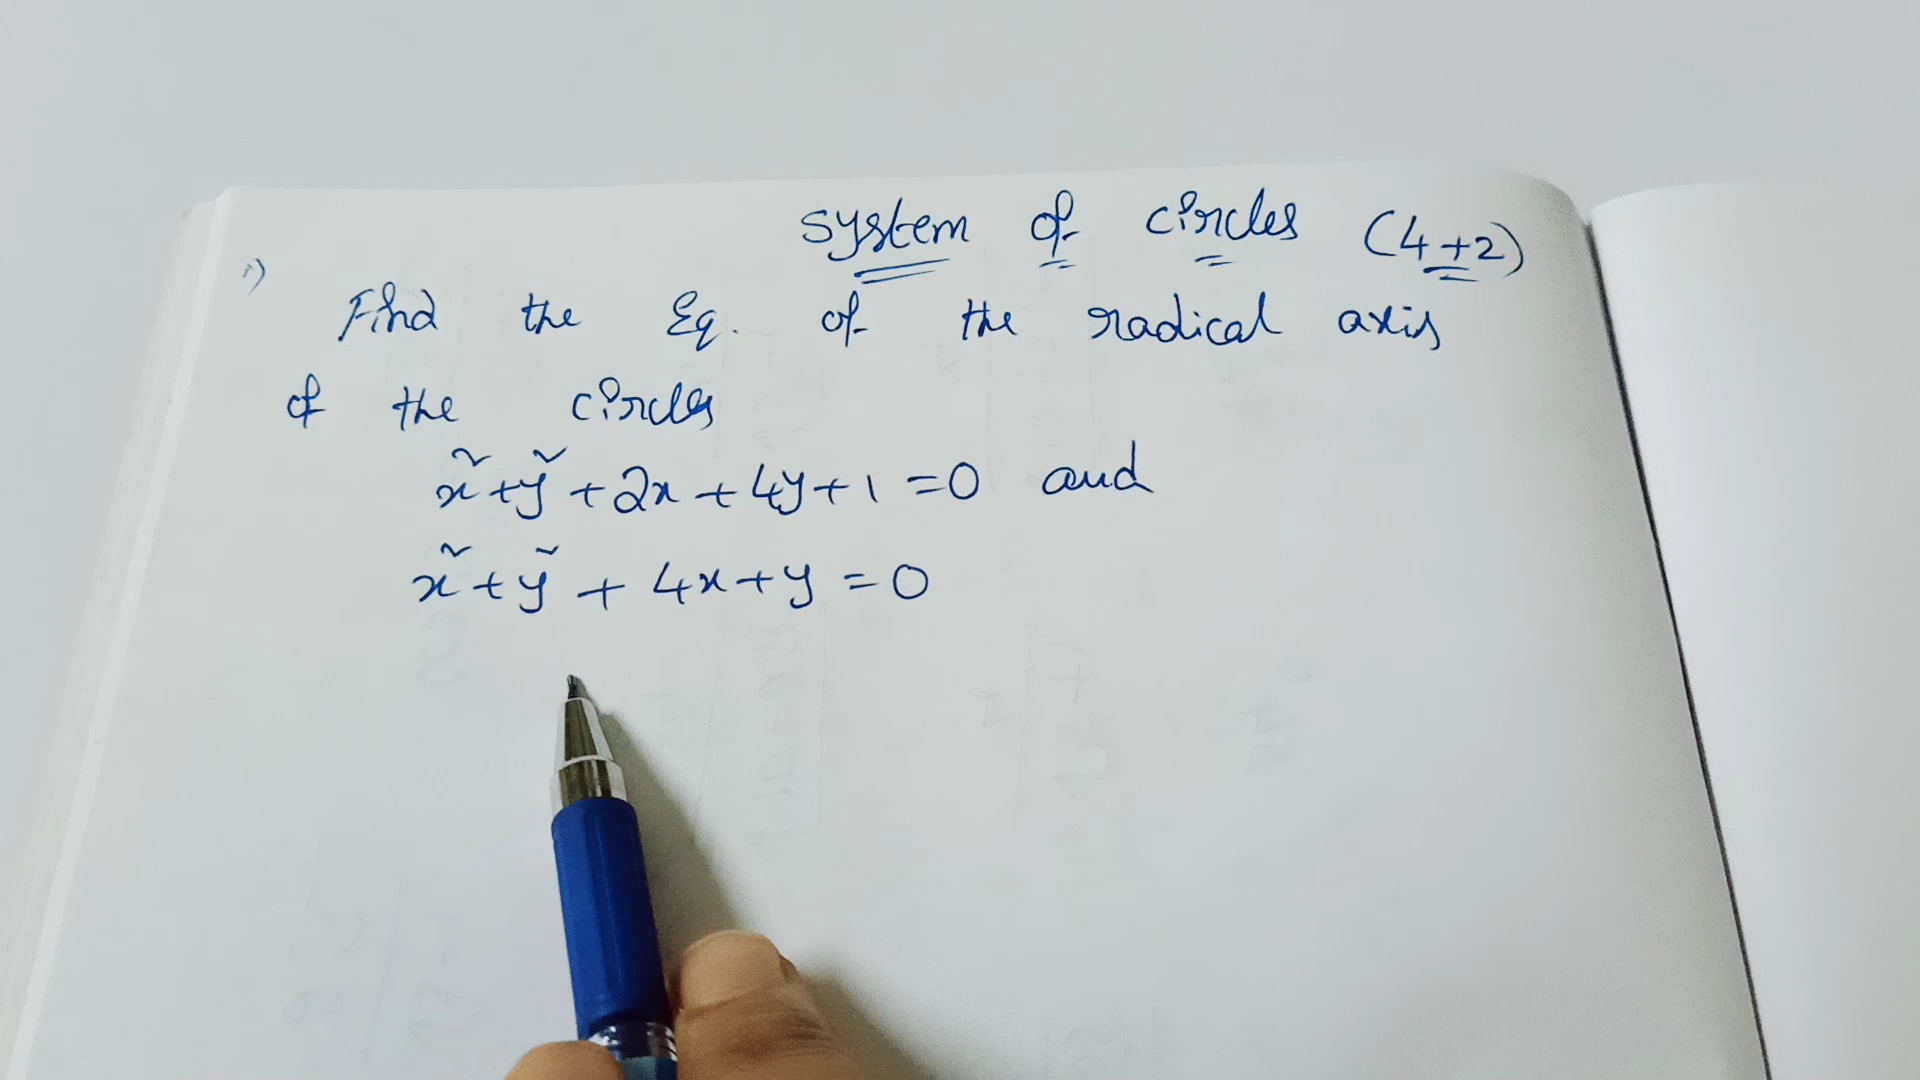 System of circles (4+2)
1)
Find the Eq. of the radical axis
of the circles
x²+y²+2x+4y+1=0 and
x²+y²+4x+y=0